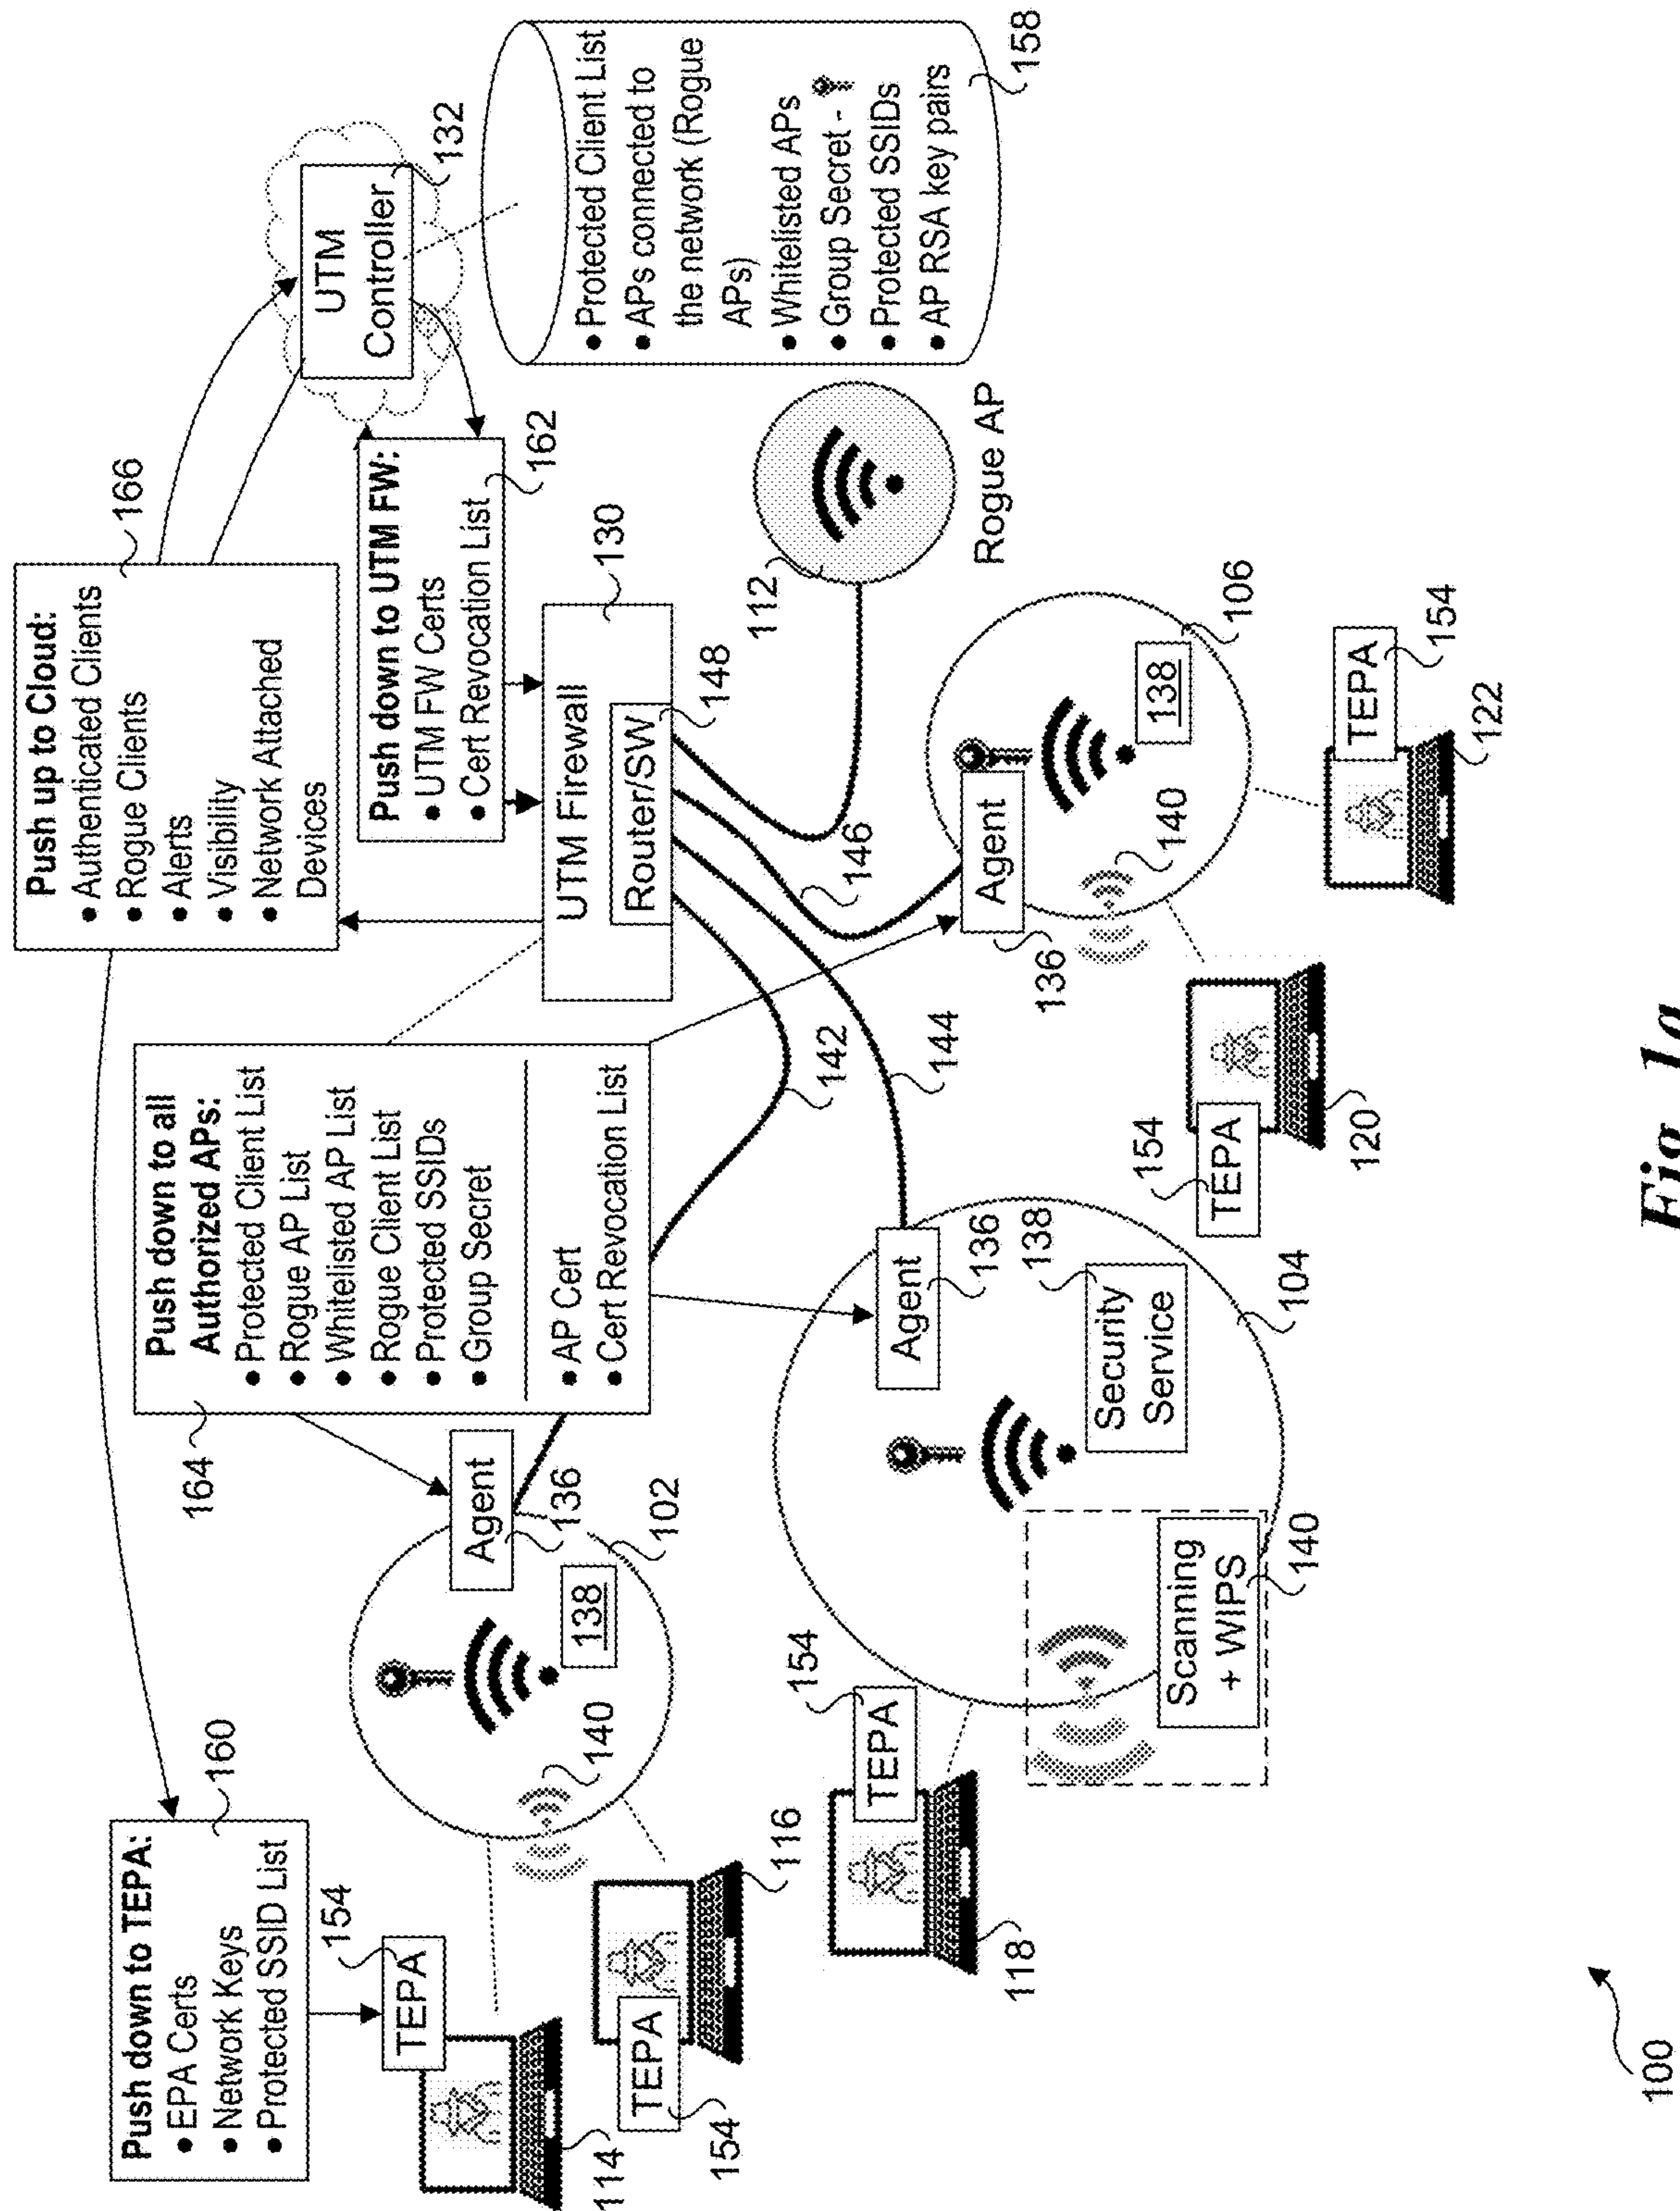 Push up to Cloud:
• Authenticated Clients
• Rogue Clients
• Alerts
• Visibility
• Network Attached
Devices
166
UTM
Controller
132
Push down to TEPA:
• EPA Certs
• Network Keys
• Protected SSID List
160
Push down to all
Authorized APs:
• Protected Client List
• Rogue AP List
• Whitelisted AP List
• Rogue Client List
• Protected SSIDs
• Group Secret
• AP Cert
• Cert Revocation List
164
Push down to UTM FW:
• UTM FW Certs
• Cert Revocation List
162
• Protected Client List
• APs connected to
the network (Rogue
APs)
• Whitelisted APs
• Group Secret -
• Protected SSIDs
• AP RSA key pairs
158
UTM Firewall
130
Router/SW
148
142
144
146
112
Rogue AP
154
TEPA
114
TEPA
154
116
Agent
136
102
138
140
154
TEPA
118
Agent
136
138
Security
Service
104
Scanning
+ WIPS
140
Agent
136
138
106
140
154
TEPA
120
TEPA
154
122
100
Fig. 1a